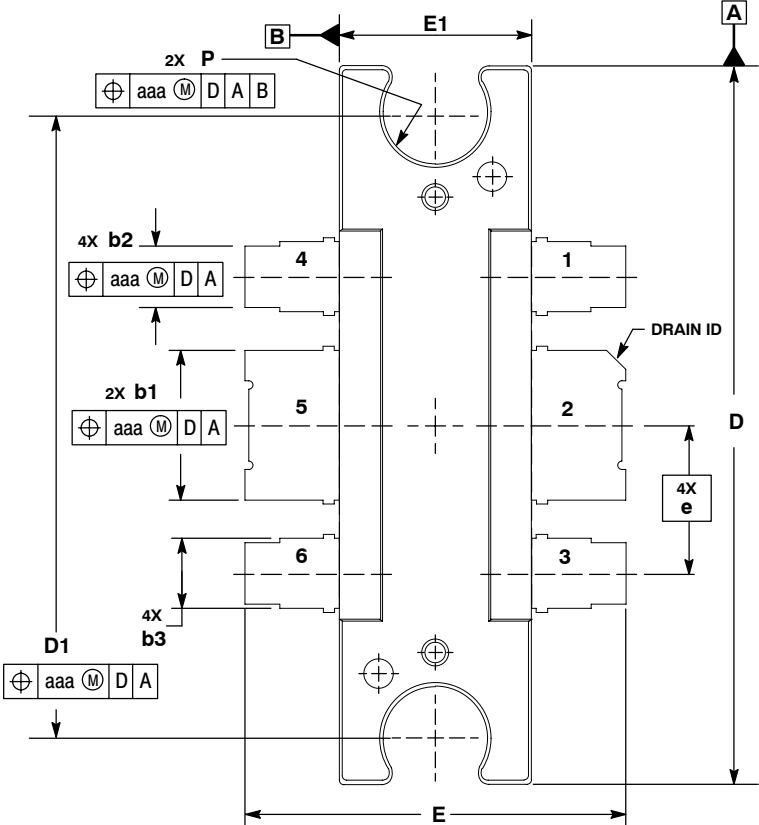 A
B
E1
2X P
⌖ aaa Ⓜ D A B
4X b2
⌖ aaa Ⓜ D A
4
1
DRAIN ID
2X b1
⌖ aaa Ⓜ D A
5
2
D
4X
e
6
3
4X
b3
D1
⌖ aaa Ⓜ D A
E